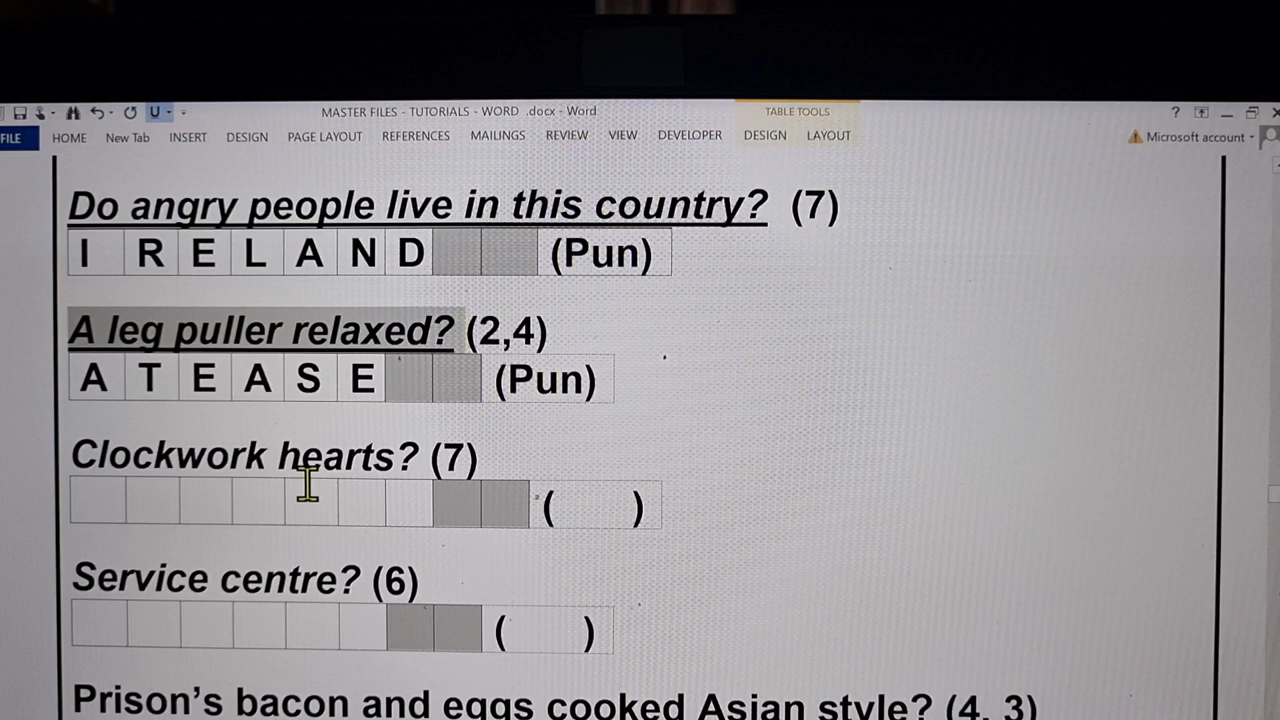 U
MASTER FILES - TUTORIALS - WORD .docx - Word
TABLE TOOLS
?
FILE HOME New Tab INSERT DESIGN PAGE LAYOUT REFERENCES MAILINGS REVIEW VIEW DEVELOPER DESIGN LAYOUT Microsoft account
Do angry people live in this country? (7)
I R E L A N D (Pun)
A leg puller relaxed? (2,4)
A T E A S E (Pun)
Clockwork hearts? (7)
( )
Service centre? (6)
( )
Prison's bacon and eggs cooked Asian style? (4, 3)